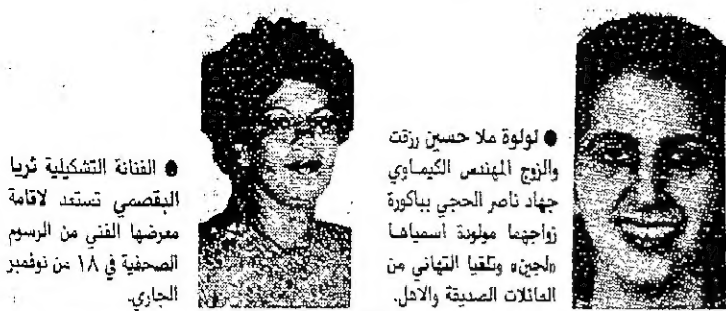 ● لولوة ملا حسين رزقت
والزوج المهندس الكيماوي
جهاد ناصر الحجي بباكورة
زواجهما مولودة اسمياها
«لجين» وتلقيا التهاني من
العائلات الصديقة والاهل.
● الفنانة التشكيلية ثريا
البقصمي تستعد لاقامة
معرضها الفني من الرسوم
الصحفية في ١٨ من نوفمبر
الجاري.